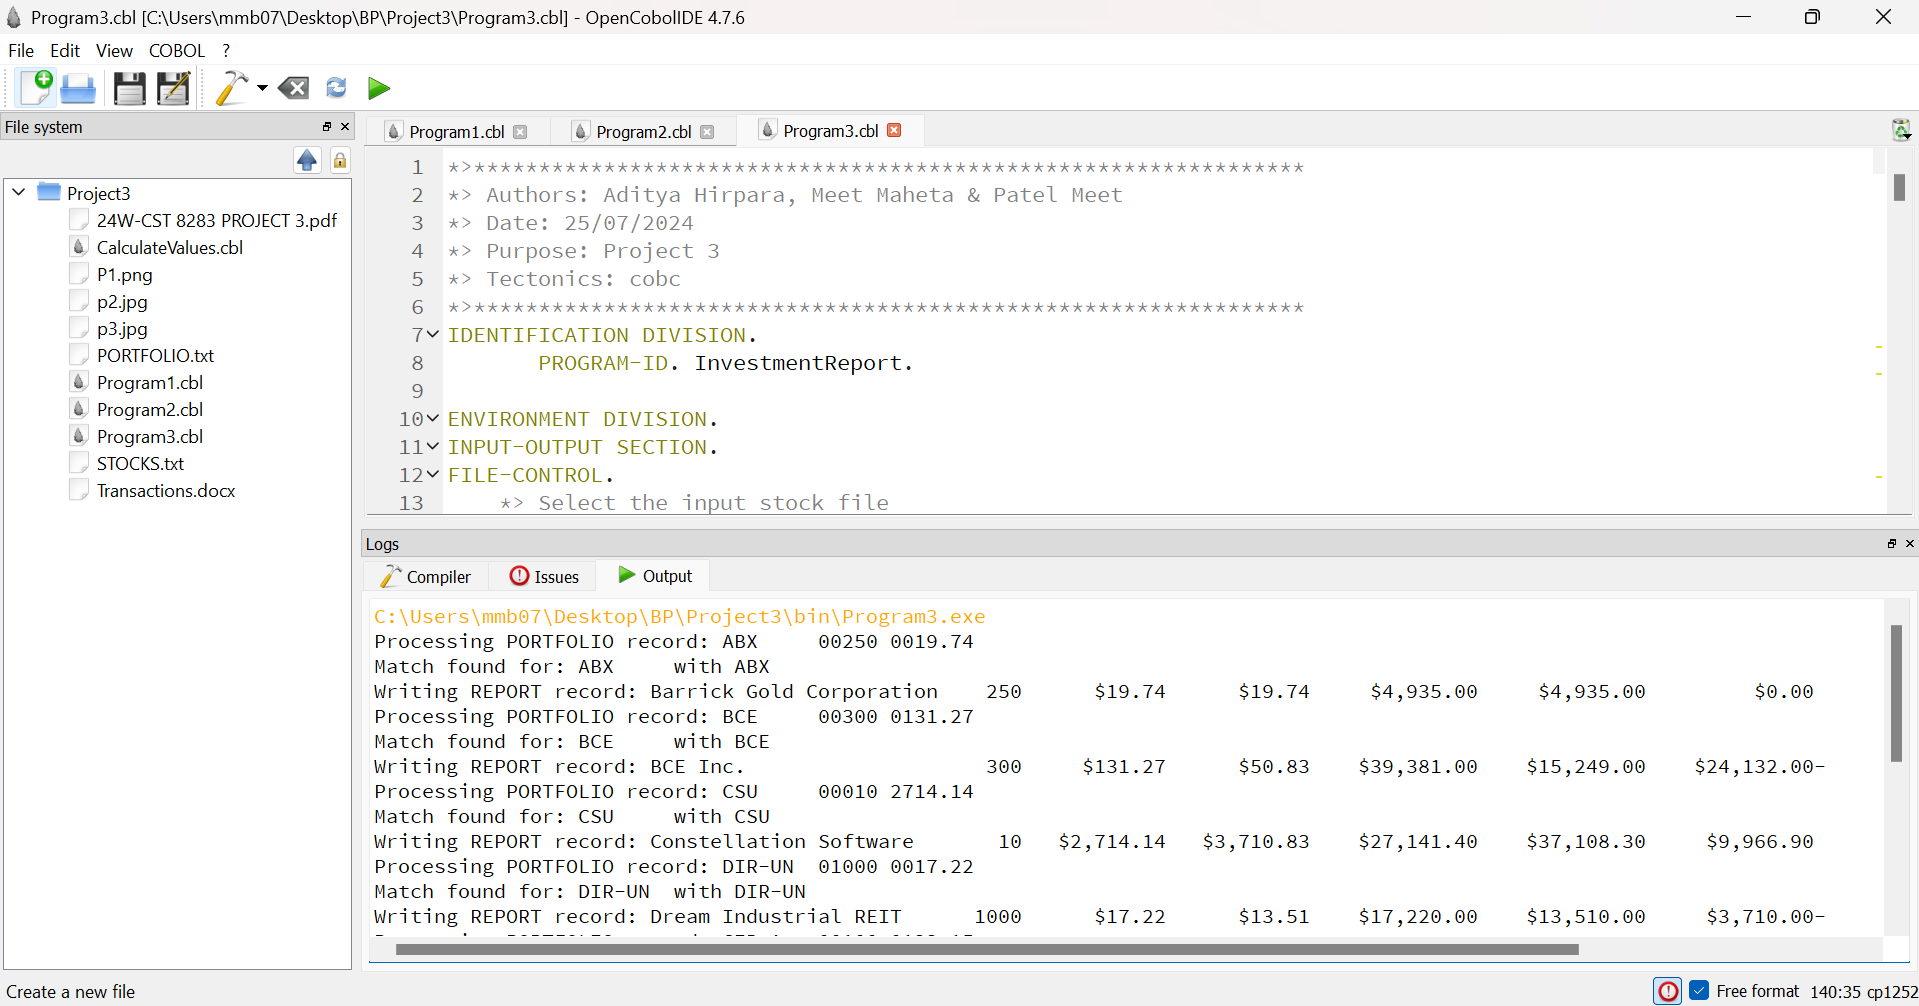 Program3.cbl [C:\Users\mmb07\Desktop\BP\Project3\Program3.cbl] - OpenCobolIDE 4.7.6
File Edit View COBOL ?
File system
Project3
24W-CST 8283 PROJECT 3.pdf
CalculateValues.cbl
P1.png
p2.jpg
p3.jpg
PORTFOLIO.txt
Program1.cbl
Program2.cbl
Program3.cbl
STOCKS.txt
Transactions.docx
Program1.cbl Program2.cbl Program3.cbl
1 *>****************************************************************
2 *> Authors: Aditya Hirpara, Meet Maheta & Patel Meet
3 *> Date: 25/07/2024
4 *> Purpose: Project 3
5 *> Tectonics: cobc
6 *>****************************************************************
7 IDENTIFICATION DIVISION.
8 PROGRAM-ID. InvestmentReport.
9
10 ENVIRONMENT DIVISION.
11 INPUT-OUTPUT SECTION.
12 FILE-CONTROL.
13 *> Select the input stock file
Logs
Compiler Issues Output
C:\Users\mmb07\Desktop\BP\Project3\bin\Program3.exe
Processing PORTFOLIO record: ABX 00250 0019.74
Match found for: ABX with ABX
Writing REPORT record: Barrick Gold Corporation 250 $19.74 $19.74 $4,935.00 $4,935.00 $0.00
Processing PORTFOLIO record: BCE 00300 0131.27
Match found for: BCE with BCE
Writing REPORT record: BCE Inc. 300 $131.27 $50.83 $39,381.00 $15,249.00 $24,132.00-
Processing PORTFOLIO record: CSU 00010 2714.14
Match found for: CSU with CSU
Writing REPORT record: Constellation Software 10 $2,714.14 $3,710.83 $27,141.40 $37,108.30 $9,966.90
Processing PORTFOLIO record: DIR-UN 01000 0017.22
Match found for: DIR-UN with DIR-UN
Writing REPORT record: Dream Industrial REIT 1000 $17.22 $13.51 $17,220.00 $13,510.00 $3,710.00-
Create a new file
Free format 140:35 cp1252